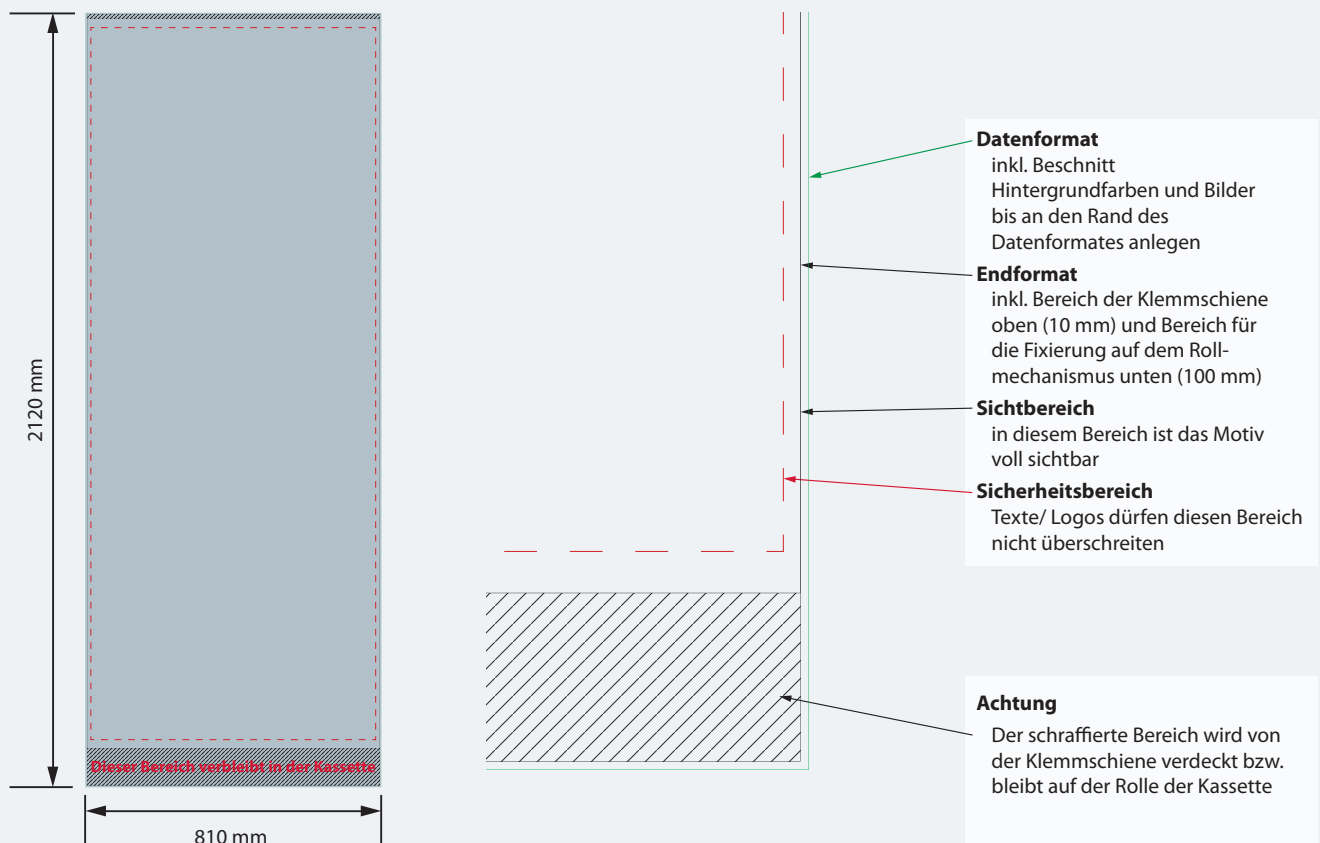 2120 mm
Dieser Bereich verbleibt in der Kassette
810 mm
Datenformat
inkl. Beschnitt
Hintergrundfarben und Bilder
bis an den Rand des
Datenformates anlegen
Endformat
inkl. Bereich der Klemmschiene
oben (10 mm) und Bereich für
die Fixierung auf dem Roll-
mechanismus unten (100 mm)
Sichtbereich
in diesem Bereich ist das Motiv
voll sichtbar
Sicherheitsbereich
Texte/ Logos dürfen diesen Bereich
nicht überschreiten
Achtung
Der schraffierte Bereich wird von
der Klemmschiene verdeckt bzw.
bleibt auf der Rolle der Kassette